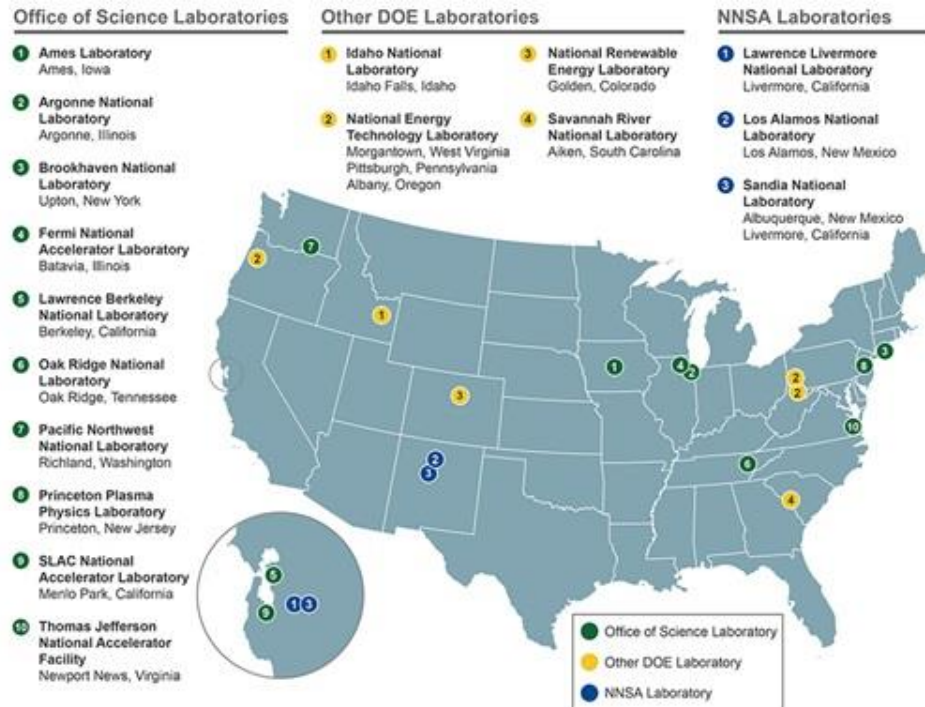 Office of Science Laboratories
1 Ames Laboratory
Ames, Iowa
2 Argonne National
Laboratory
Argonne, Illinois
3 Brookhaven National
Laboratory
Upton, New York
4 Fermi National
Accelerator Laboratory
Batavia, Illinois
5 Lawrence Berkeley
National Laboratory
Berkeley, California
6 Oak Ridge National
Laboratory
Oak Ridge, Tennessee
7 Pacific Northwest
National Laboratory
Richland, Washington
8 Princeton Plasma
Physics Laboratory
Princeton, New Jersey
9 SLAC National
Accelerator Laboratory
Menlo Park, California
10 Thomas Jefferson
National Accelerator
Facility
Newport News, Virginia
Other DOE Laboratories
1 Idaho National
Laboratory
Idaho Falls, Idaho
2 National Energy
Technology Laboratory
Morgantown, West Virginia
Pittsburgh, Pennsylvania
Albany, Oregon
3 National Renewable
Energy Laboratory
Golden, Colorado
4 Savannah River
National Laboratory
Aiken, South Carolina
NNSA Laboratories
1 Lawrence Livermore
National Laboratory
Livermore, California
2 Los Alamos National
Laboratory
Los Alamos, New Mexico
3 Sandia National
Laboratory
Albuquerque, New Mexico
Livermore, California
7
2
1
3
2
3
1
4
2
2
2
8
3
10
6
4
5
1 3
9
Office of Science Laboratory
Other DOE Laboratory
NNSA Laboratory